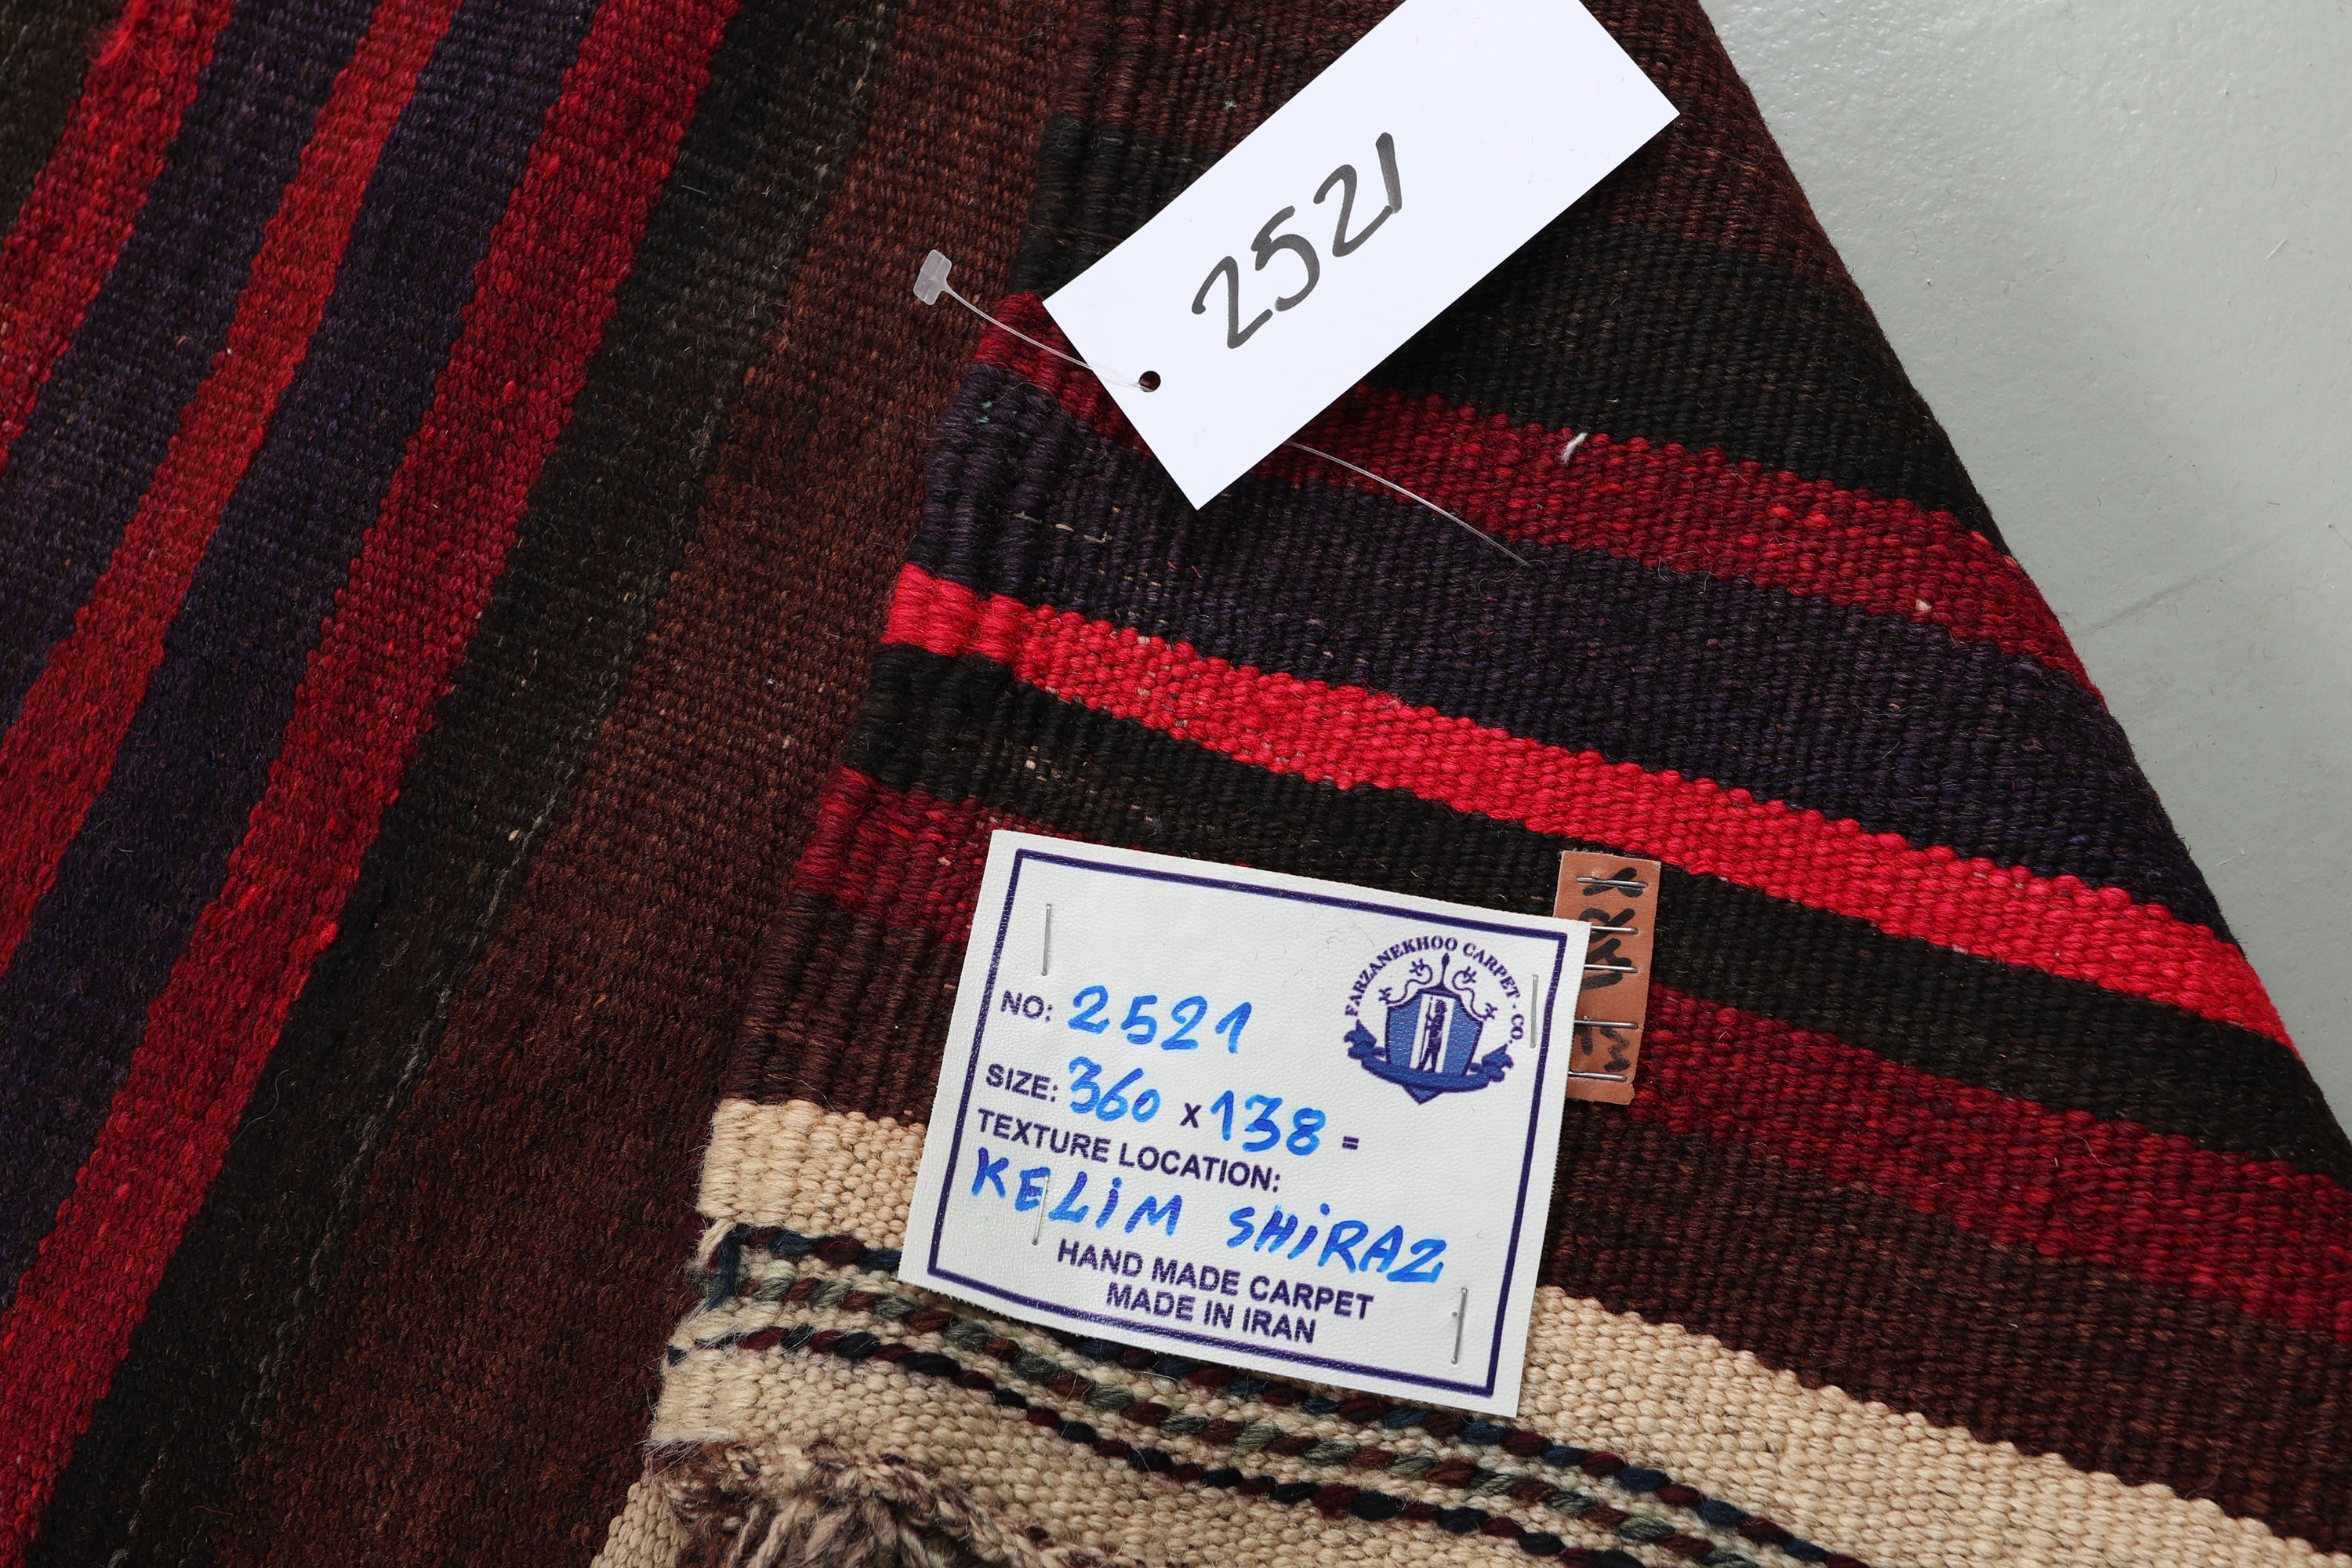 2521
FARZANEKHOO CARPET - CO.
NO: 2521
SIZE: 360 x 138 =
TEXTURE LOCATION:
KELIM SHIRAZ
HAND MADE CARPET
MADE IN IRAN